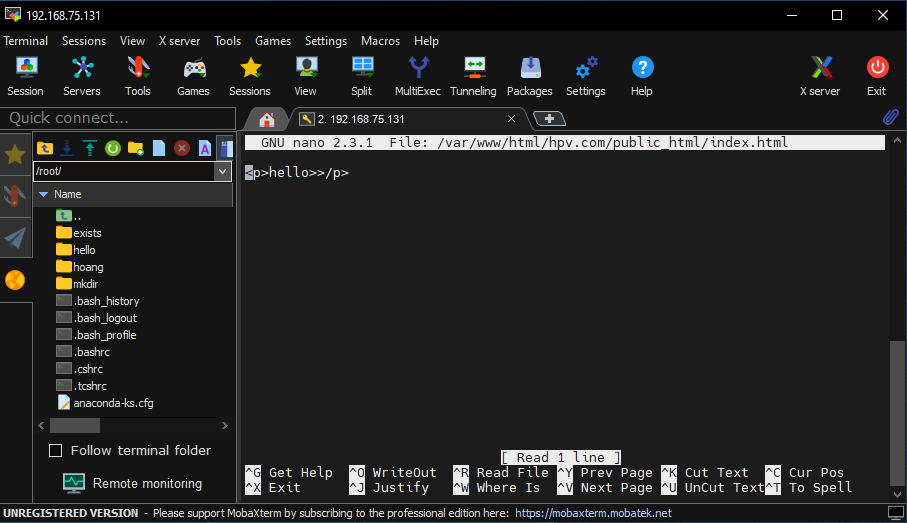 192.168.75.131
Terminal Sessions View X server Tools Games Settings Macros Help
Session Servers Tools Games Sessions View Split MultiExec Tunneling Packages Settings Help X server Exit
Quick connect...
2. 192.168.75.131
/root/
Name
..
exists
hello
hoang
mkdir
.bash_history
.bash_logout
.bash_profile
.bashrc
.cshrc
.tcshrc
anaconda-ks.cfg
Follow terminal folder
Remote monitoring
GNU nano 2.3.1 File: /var/www/html/hpv.com/public_html/index.html
<p>hello>>/p>
[ Read 1 line ]
^G Get Help ^O WriteOut ^R Read File ^Y Prev Page ^K Cut Text ^C Cur Pos
^X Exit ^J Justify ^W Where Is ^V Next Page ^U UnCut Text ^T To Spell
UNREGISTERED VERSION - Please support MobaXterm by subscribing to the professional edition here: https://mobaxterm.mobatek.net